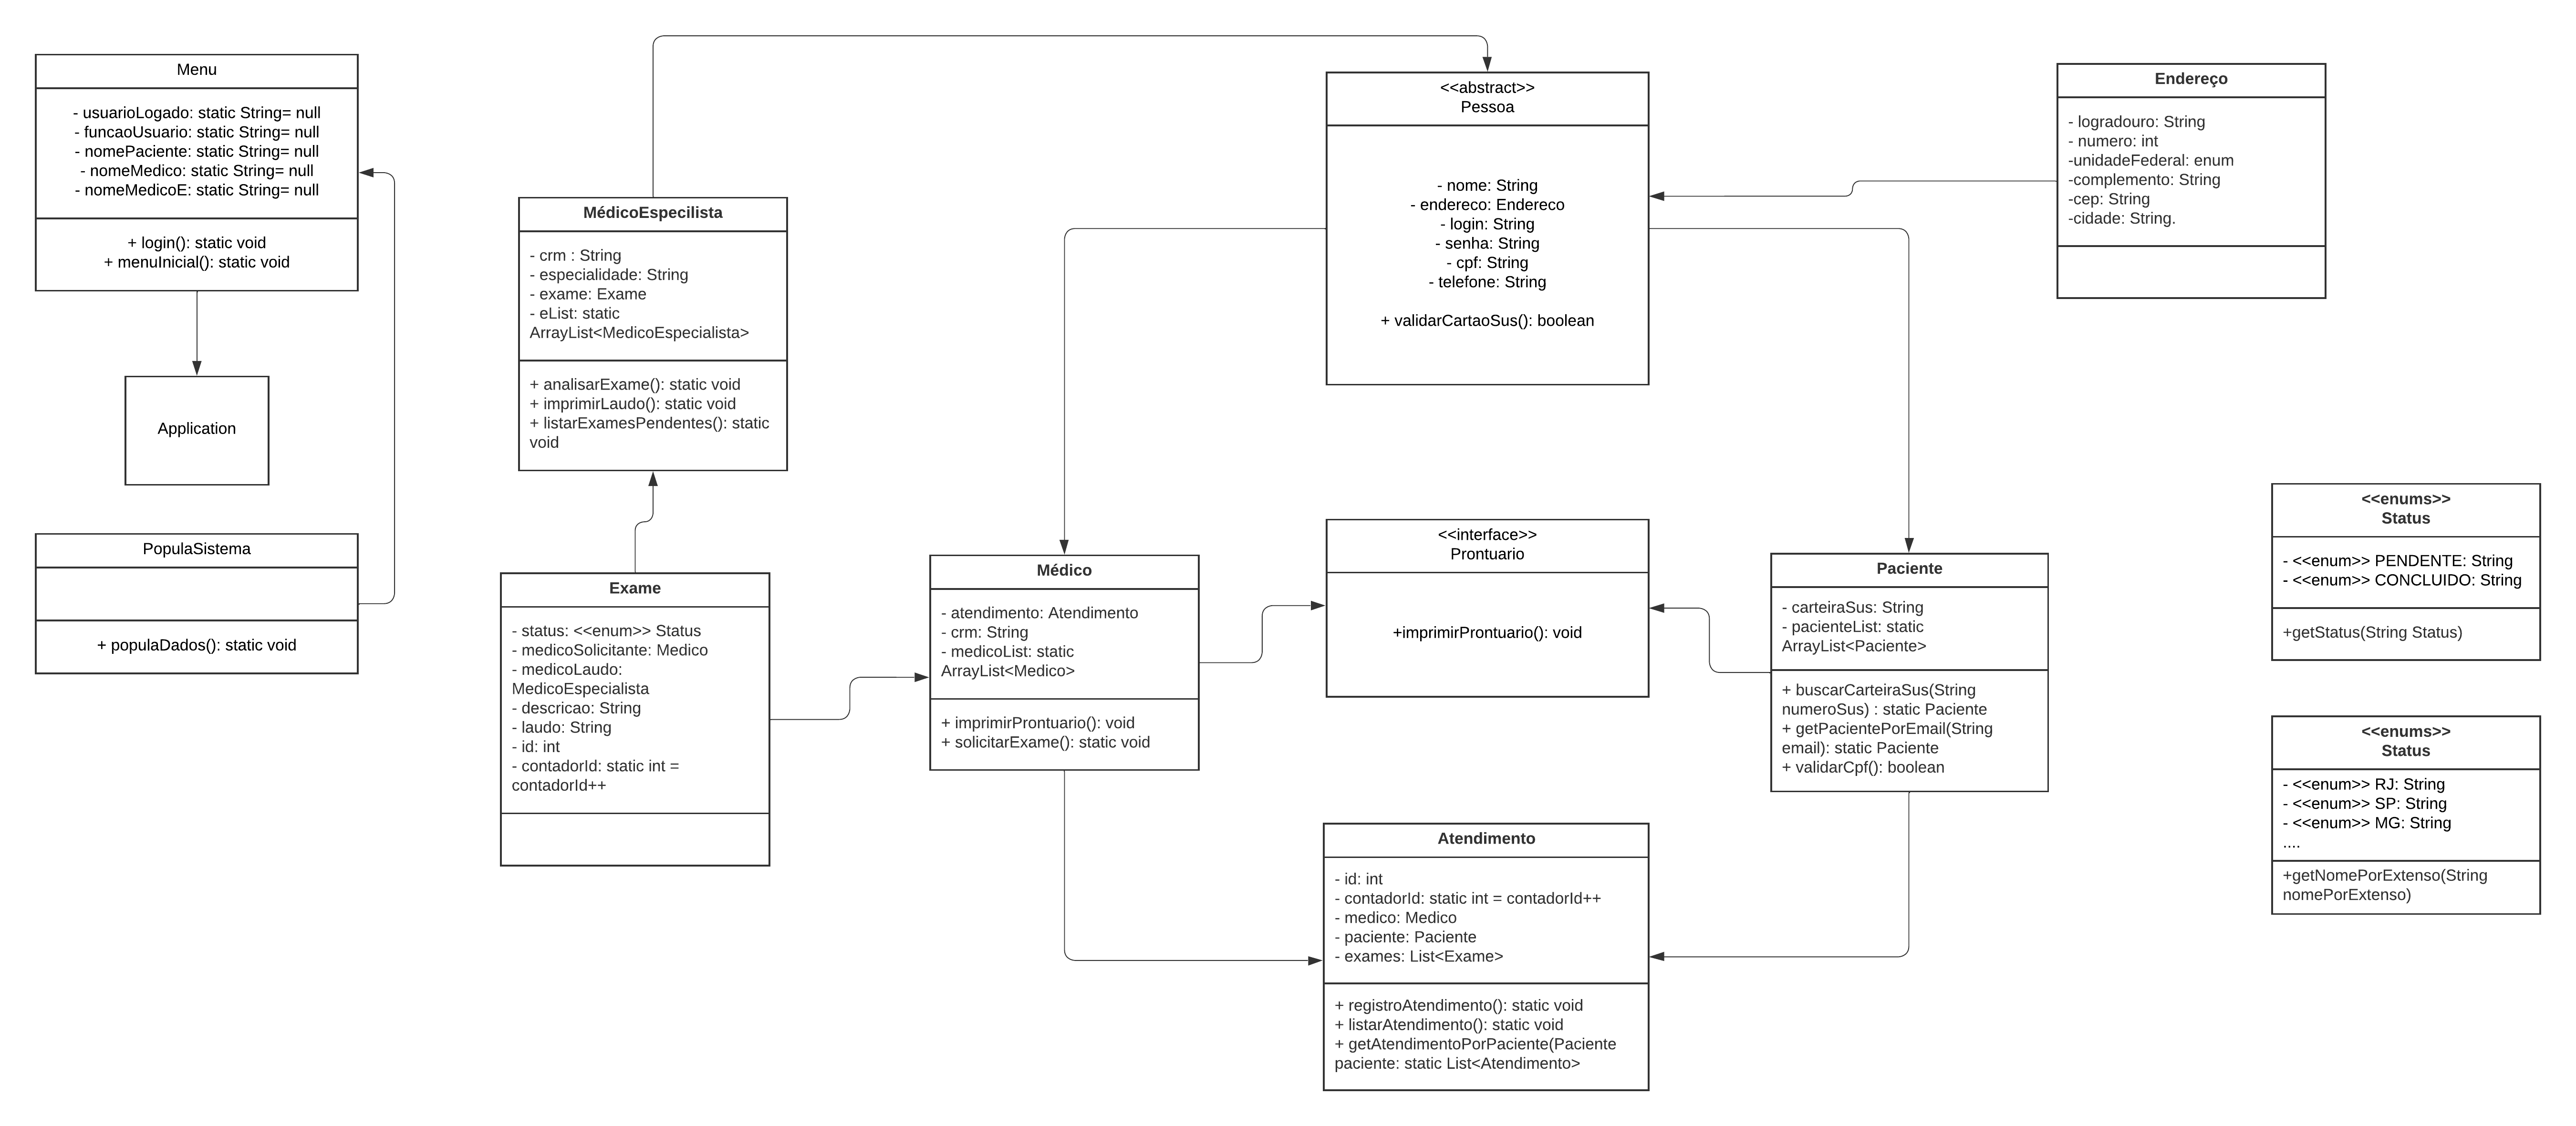 Menu
- usuarioLogado: static String= null
- funcaoUsuario: static String= null
- nomePaciente: static String= null
- nomeMedico: static String= null
- nomeMedicoE: static String= null
+ login(): static void
+ menuInicial(): static void
Application
PopulaSistema
+ populaDados(): static void
MédicoEspecilista
- crm : String
- especialidade: String
- exame: Exame
- eList: static
ArrayList<MedicoEspecialista>
+ analisarExame(): static void
+ imprimirLaudo(): static void
+ listarExamesPendentes(): static
void
Exame
- status: <<enum>> Status
- medicoSolicitante: Medico
- medicoLaudo:
MedicoEspecialista
- descricao: String
- laudo: String
- id: int
- contadorId: static int =
contadorId++
Médico
- atendimento: Atendimento
- crm: String
- medicoList: static
ArrayList<Medico>
+ imprimirProntuario(): void
+ solicitarExame(): static void
<<abstract>>
Pessoa
- nome: String
- endereco: Endereco
- login: String
- senha: String
- cpf: String
- telefone: String
+ validarCartaoSus(): boolean
<<interface>>
Prontuario
+imprimirProntuario(): void
Atendimento
- id: int
- contadorId: static int = contadorId++
- medico: Medico
- paciente: Paciente
- exames: List<Exame>
+ registroAtendimento(): static void
+ listarAtendimento(): static void
+ getAtendimentoPorPaciente(Paciente
paciente: static List<Atendimento>
Endereço
- logradouro: String
- numero: int
-unidadeFederal: enum
-complemento: String
-cep: String
-cidade: String.
Paciente
- carteiraSus: String
- pacienteList: static
ArrayList<Paciente>
+ buscarCarteiraSus(String
numeroSus) : static Paciente
+ getPacientePorEmail(String
email): static Paciente
+ validarCpf(): boolean
<<enums>>
Status
- <<enum>> PENDENTE: String
- <<enum>> CONCLUIDO: String
+getStatus(String Status)
<<enums>>
Status
- <<enum>> RJ: String
- <<enum>> SP: String
- <<enum>> MG: String
....
+getNomePorExtenso(String
nomePorExtenso)